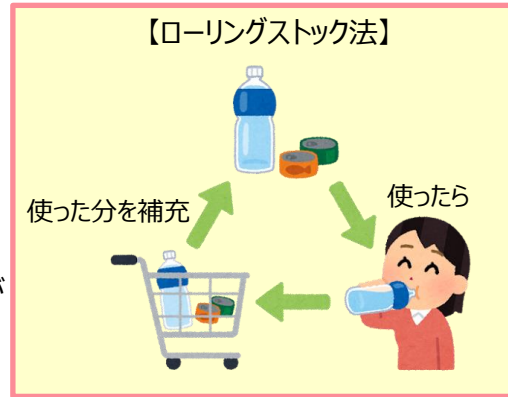 【ローリングストック法】
使った分を補充
使ったら
が